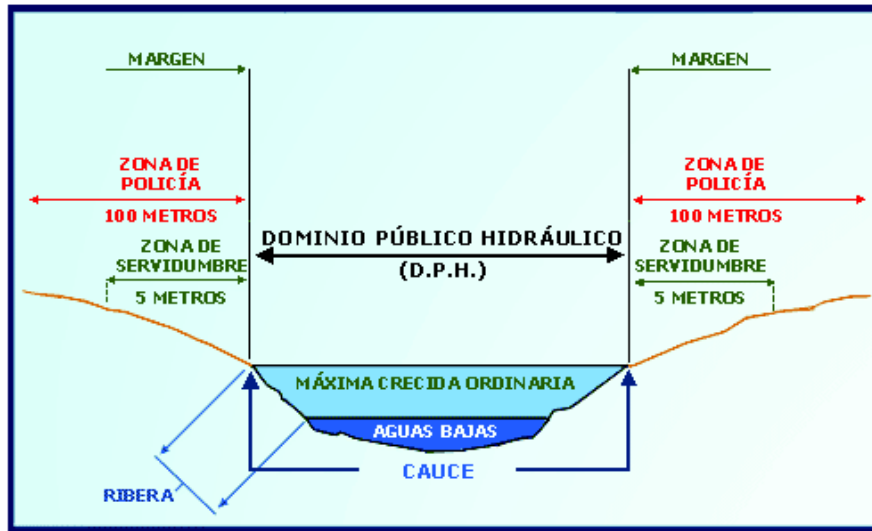 MARGEN
MARGEN
ZONA DE
POLICÍA
100 METROS
ZONA DE
POLICÍA
100 METROS
DOMINIO PÚBLICO HIDRÁULICO
(D.P.H.)
ZONA DE
SERVIDUMBRE
5 METROS
ZONA DE
SERVIDUMBRE
5 METROS
MÁXIMA CRECIDA ORDINARIA
AGUAS BAJAS
CAUCE
RIBERA